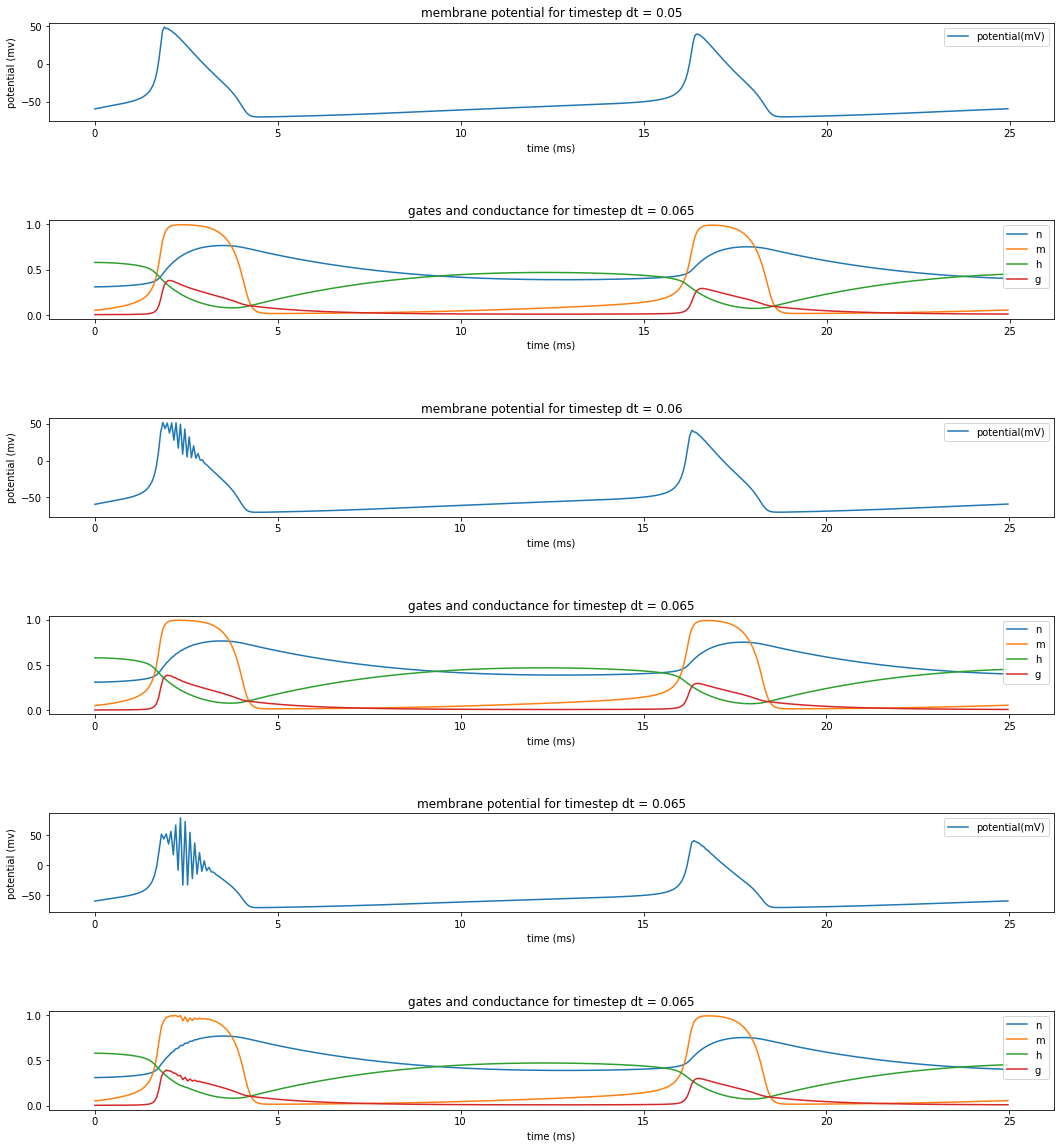 membrane potential for timestep dt = 0.05
potential (mv)
50
0
−50
potential(mV)
0 5 10 15 20 25
time (ms)
gates and conductance for timestep dt = 0.065
1.0
0.5
0.0
n
m
h
g
0 5 10 15 20 25
time (ms)
membrane potential for timestep dt = 0.06
potential (mv)
50
0
−50
potential(mV)
0 5 10 15 20 25
time (ms)
gates and conductance for timestep dt = 0.065
1.0
0.5
0.0
n
m
h
g
0 5 10 15 20 25
time (ms)
membrane potential for timestep dt = 0.065
potential (mv)
50
0
−50
potential(mV)
0 5 10 15 20 25
time (ms)
gates and conductance for timestep dt = 0.065
1.0
0.5
0.0
n
m
h
g
0 5 10 15 20 25
time (ms)